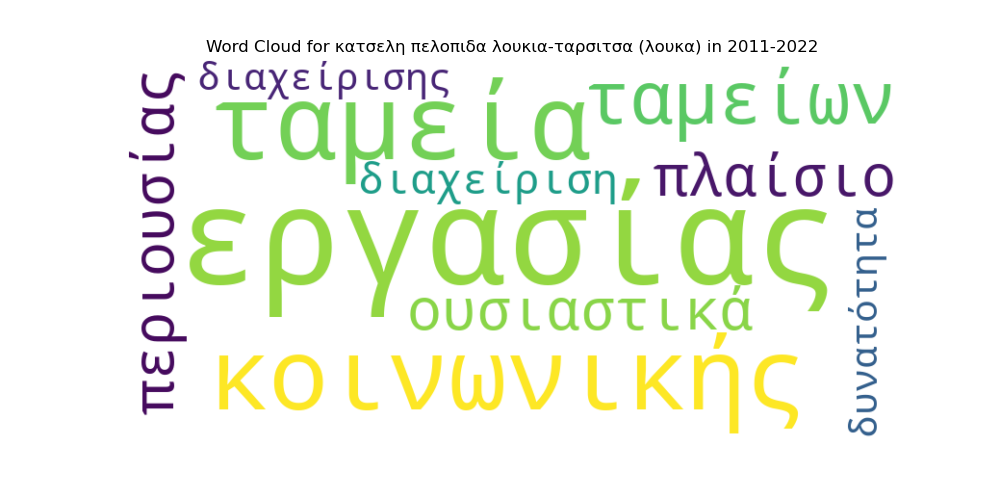 Word Cloud for κατσελη πελοπιδα λουκια-ταρσιτσα (λουκα) in 2011-2022
διαχείρισης
ταμεία
ταμείων
περιουσίας
διαχείριση
πλαίσιο
εργασίας
ουσιαστικά
δυνατότητα
κοινωνικής